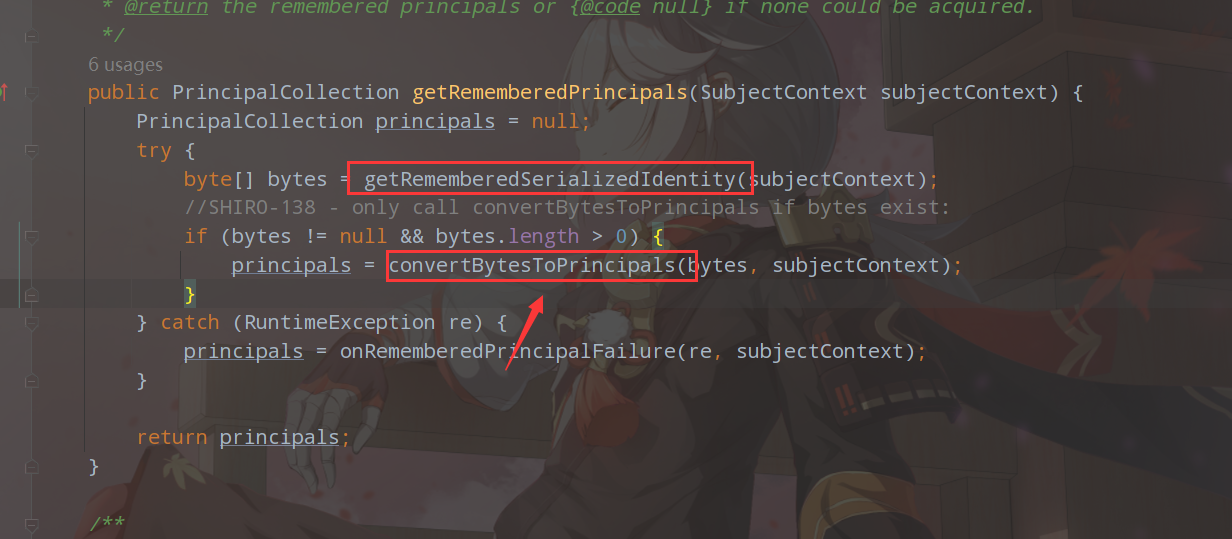 * @return the remembered principals or {@code null} if none could be acquired.
*/
6 usages
public PrincipalCollection getRememberedPrincipals(SubjectContext subjectContext) {
PrincipalCollection principals = null;
try {
byte[] bytes = getRememberedSerializedIdentity(subjectContext);
//SHIRO-138 - only call convertBytesToPrincipals if bytes exist:
if (bytes != null && bytes.length > 0) {
principals = convertBytesToPrincipals(bytes, subjectContext);
}
} catch (RuntimeException re) {
principals = onRememberedPrincipalFailure(re, subjectContext);
}
return principals;
}
/**